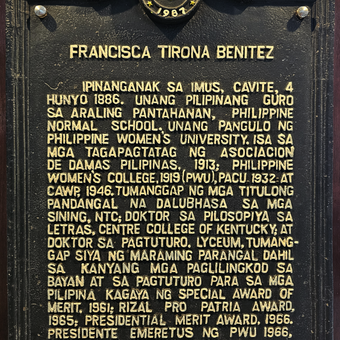 1987
FRANCISCA TIRONA BENITEZ
IPINANGANAK SA IMUS, CAVITE, 4
HUNYO 1886. UNANG PILIPINANG GURO
SA ARALING PANTAHANAN, PHILIPPINE
NORMAL SCHOOL. UNANG PANGULO NG
PHILIPPINE WOMEN'S UNIVERSITY. ISA SA
MGA TAGAPAGTATAG NG ASOCIACION
DE DAMAS FILIPINAS, 1913; PHILIPPINE
WOMEN'S COLLEGE, 1919 (PWU), PACU 1932: AT
CAWP, 1946. TUMANGGAP NG MGA TITULONG
PANDANGAL NA DALUBHASA SA MGA
SINING, NTC; DOKTOR SA PILOSOPIYA SA
LETRAS, CENTRE COLLEGE OF KENTUCKY; AT
DOKTOR SA PAGTUTURO, LYCEUM, TUMANG-
GAP SIYA NG MARAMING PARANGAL DAHIL
SA KANYANG MGA PAGLILINGKOD SA
BAYAN AT SA PAGTUTURO PARA SA MGA
PILIPINA KAGAYA NG SPECIAL AWARD OF
MERIT, 1961; RIZAL PRO PATRIA AWARD,
1965; PRESIDENTIAL MERIT AWARD, 1966.
PRESIDENTE EMERETUS NG PWU 1966,